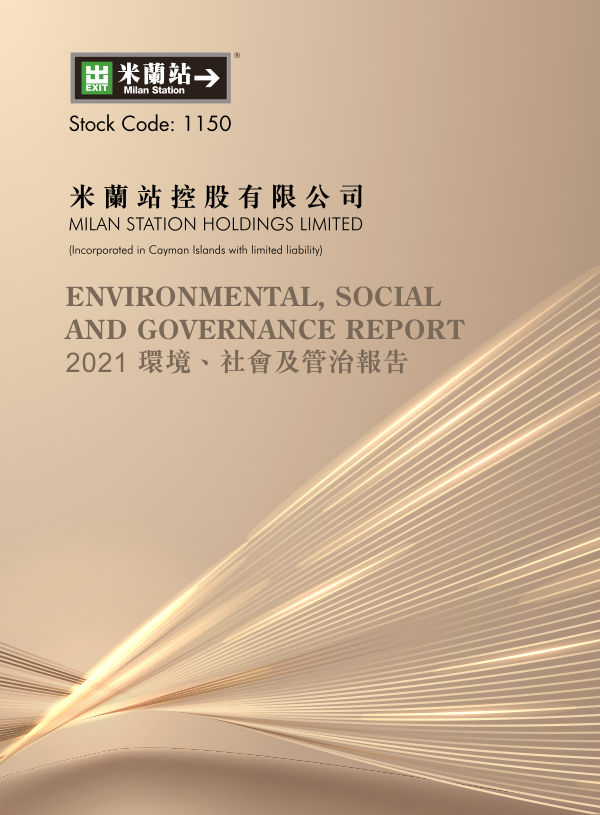 出 米蘭站 ®
EXIT Milan Station
Stock Code: 1150
米蘭站控股有限公司
MILAN STATION HOLDINGS LIMITED
(Incorporated in Cayman Islands with limited liability)
ENVIRONMENTAL, SOCIAL
AND GOVERNANCE REPORT
2021 環境、社會及管治報告